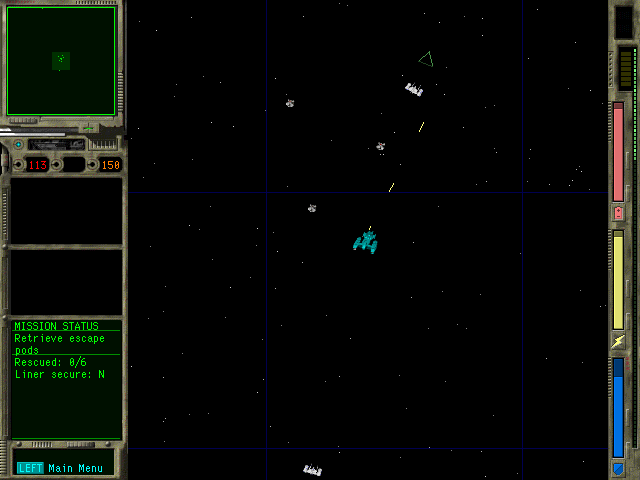 113 150
MISSION STATUS
Retrieve escape
pods
Rescued: 0/6
Liner secure: N
LEFT Main Menu